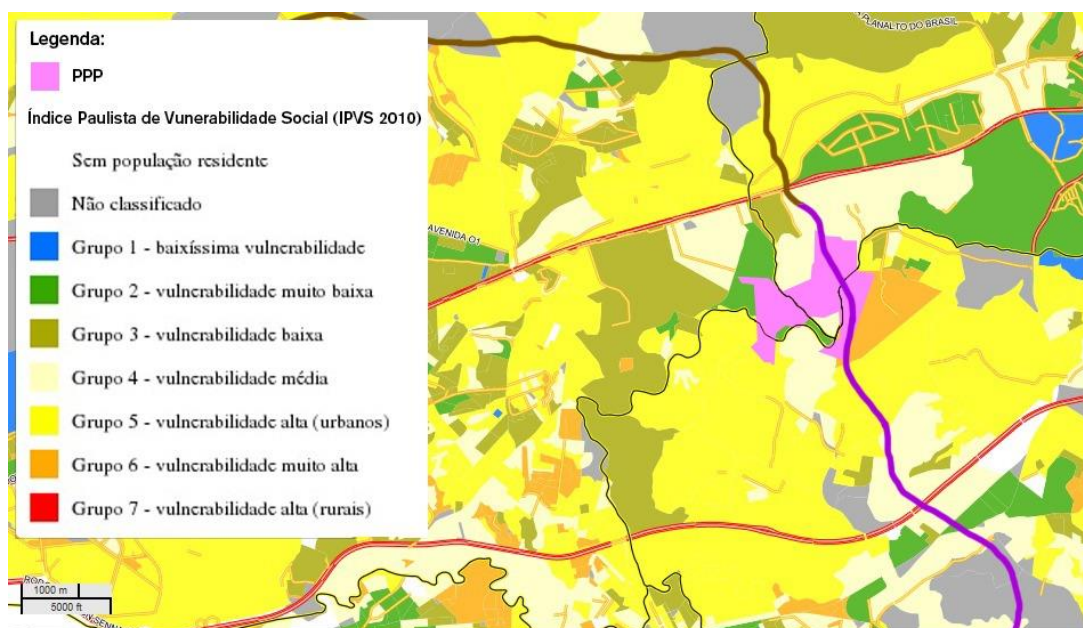 Legenda:
PPP
Índice Paulista de Vunerabilidade Social (IPVS 2010)
Sem população residente
Não classificado
Grupo 1 - baixíssima vulnerabilidade
Grupo 2 - vulnerabilidade muito baixa
Grupo 3 - vulnerabilidade baixa
Grupo 4 - vulnerabilidade média
Grupo 5 - vulnerabilidade alta (urbanos)
Grupo 6 - vulnerabilidade muito alta
Grupo 7 - vulnerabilidade alta (rurais)
PLANALTO DO BRASIL
AVENIDA O1
1000 m
5000 ft